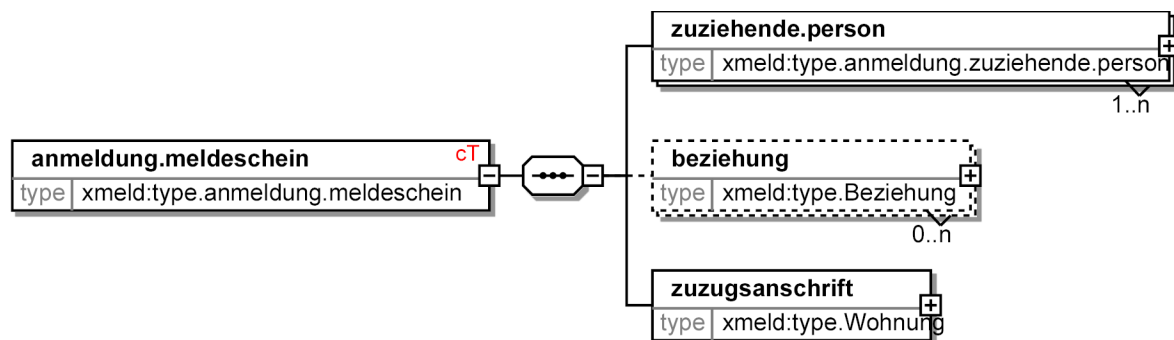 zuziehende.person
type xmeld:type.anmeldung.zuziehende.person
1..n
anmeldung.meldeschein cT
type xmeld:type.anmeldung.meldeschein
beziehung
type xmeld:type.Beziehung
0..n
zuzugsanschrift
type xmeld:type.Wohnung